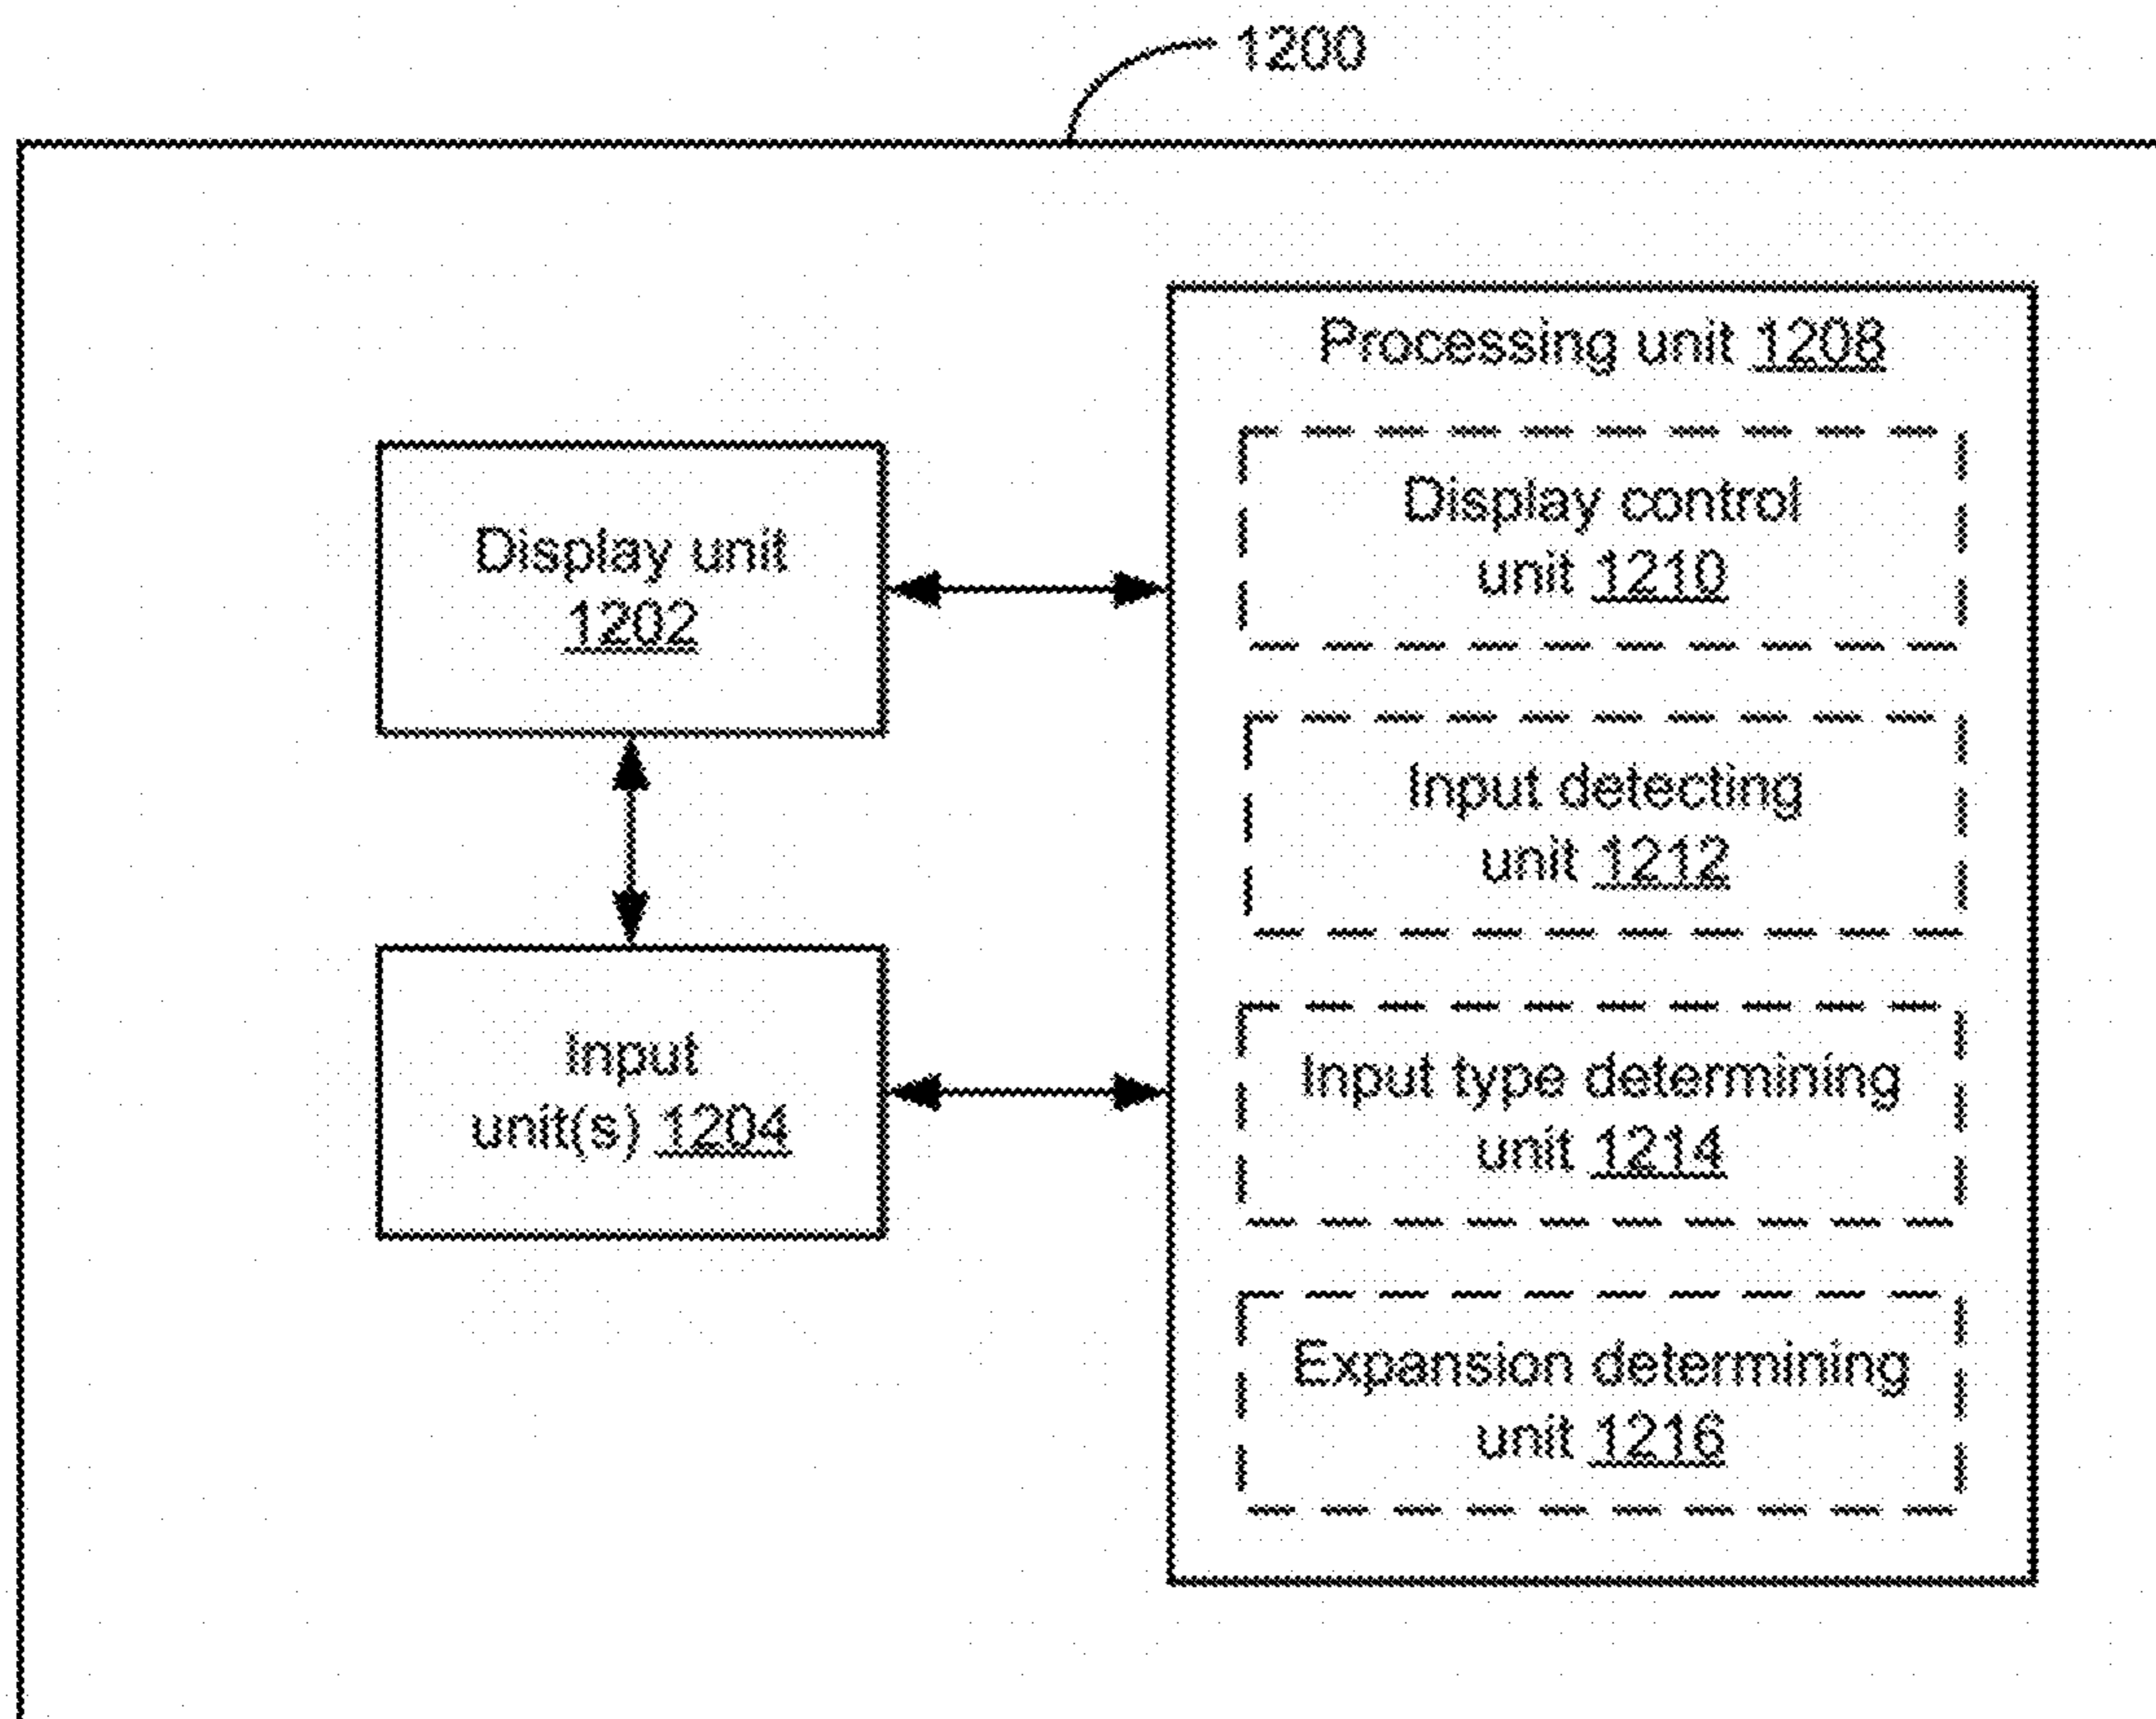 1200
Processing unit 1208
Display control
unit 1210
Display unit
1202
Input detecting
unit 1212
Input
unit(s) 1204
Input type determining
unit 1214
Expansion determining
unit 1216